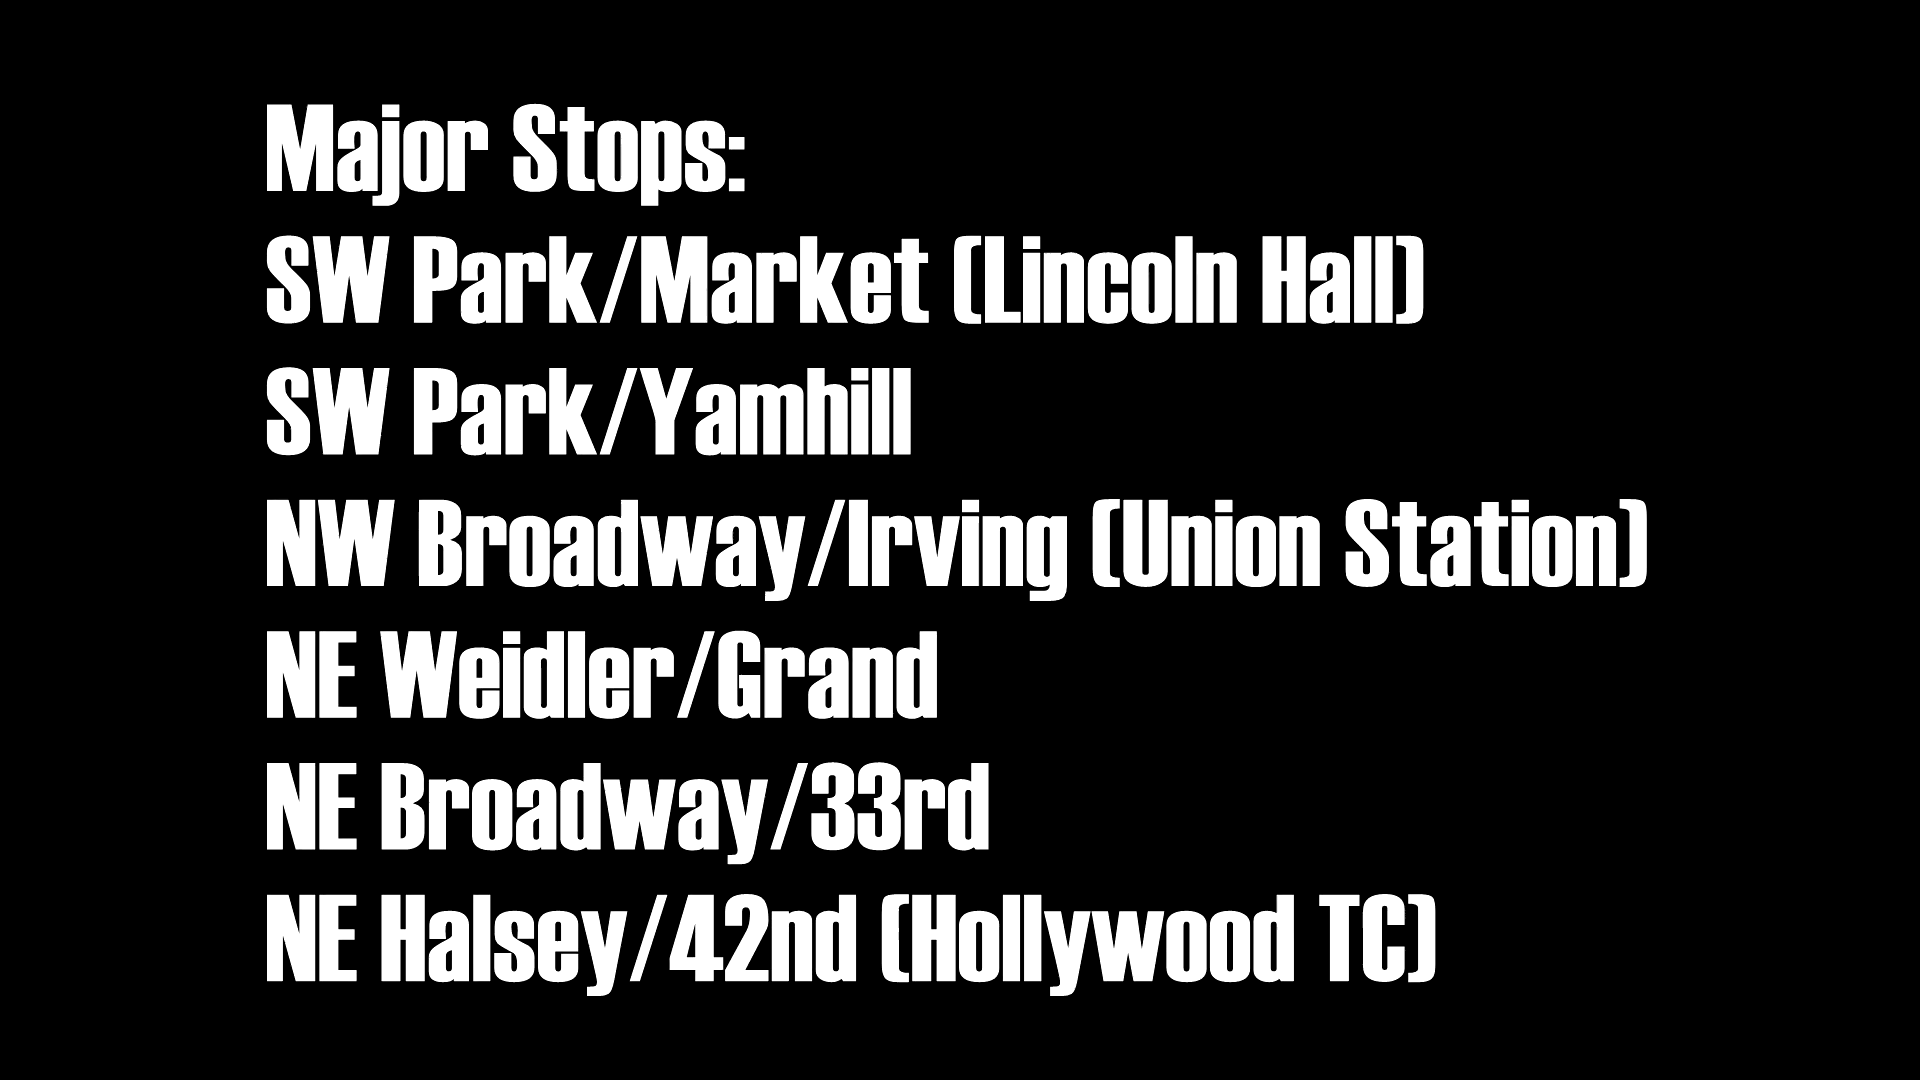 Major Stops:
SW Park/Market (Lincoln Hall)
SW Park/Yamhill
NW Broadway/Irving (Union Station)
NE Weidler/Grand
NE Broadway/33rd
NE Halsey/42nd (Hollywood TC)